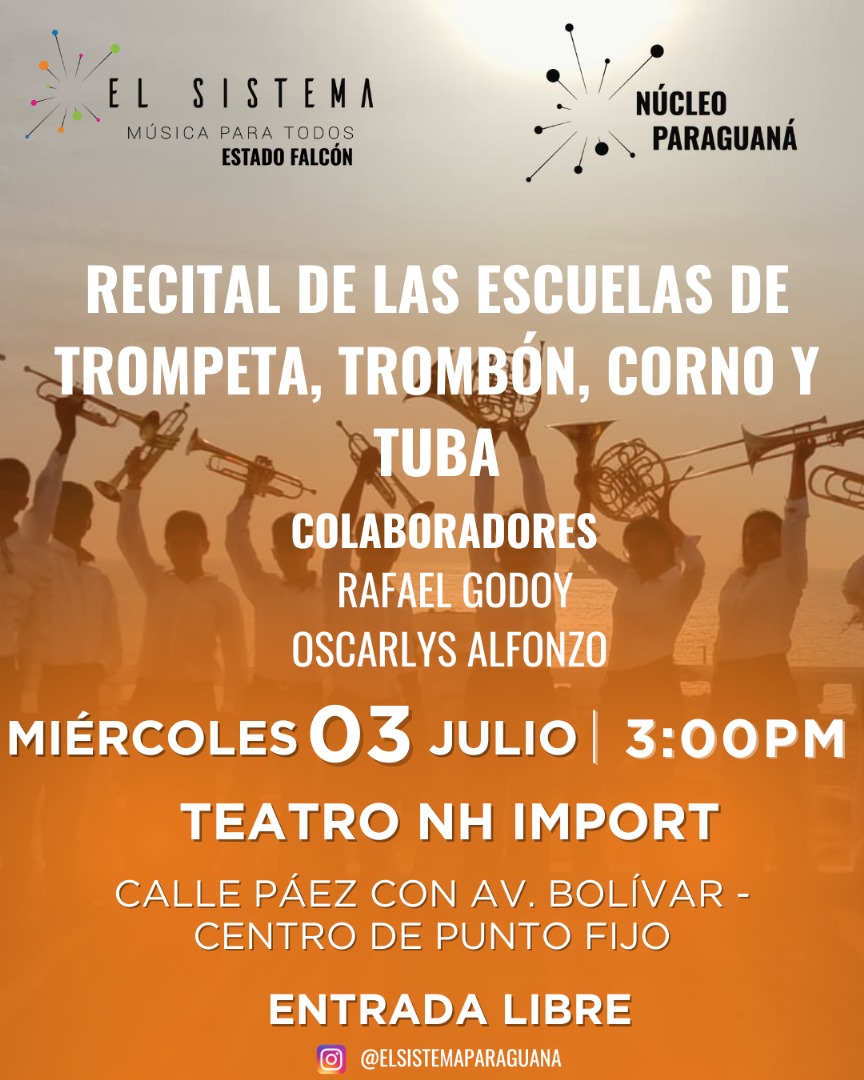 EL SISTEMA
MÚSICA PARA TODOS
ESTADO FALCÓN
NÚCLEO
PARAGUANÁ
RECITAL DE LAS ESCUELAS DE
TROMPETA, TROMBÓN, CORNO Y
TUBA
COLABORADORES
RAFAEL GODOY
OSCARLYS ALFONZO
MIÉRCOLES 03 JULIO | 3:00PM
TEATRO NH IMPORT
CALLE PÁEZ CON AV. BOLÍVAR -
CENTRO DE PUNTO FIJO
ENTRADA LIBRE
@ELSISTEMAPARAGUANA